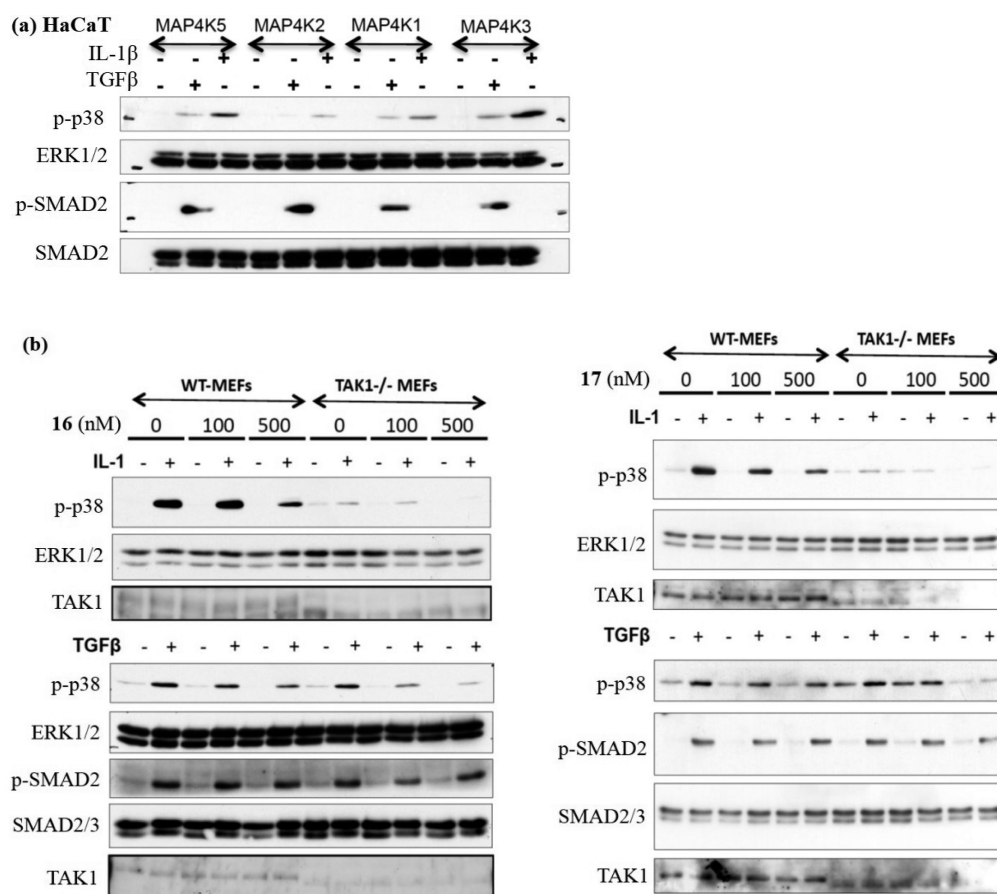 (a) HaCaT
MAP4K5 MAP4K2 MAP4K1 MAP4K3
IL-1β - - + - - + - - + - - +
TGFβ - + - - + - - + - - + -
p-p38
ERK1/2
p-SMAD2
SMAD2
(b)
WT-MEFs TAK1-/- MEFs
16 (nM) 0 100 500 0 100 500
IL-1 - + - + - + - + - + - +
p-p38
ERK1/2
TAK1
TGFβ - + - + - + - + - + - +
p-p38
ERK1/2
p-SMAD2
SMAD2/3
TAK1
WT-MEFs TAK1-/- MEFs
17 (nM) 0 100 500 0 100 500
IL-1 - + - + - + - + - + - +
p-p38
ERK1/2
TAK1
TGFβ - + - + - + - + - + - +
p-p38
p-SMAD2
SMAD2/3
TAK1